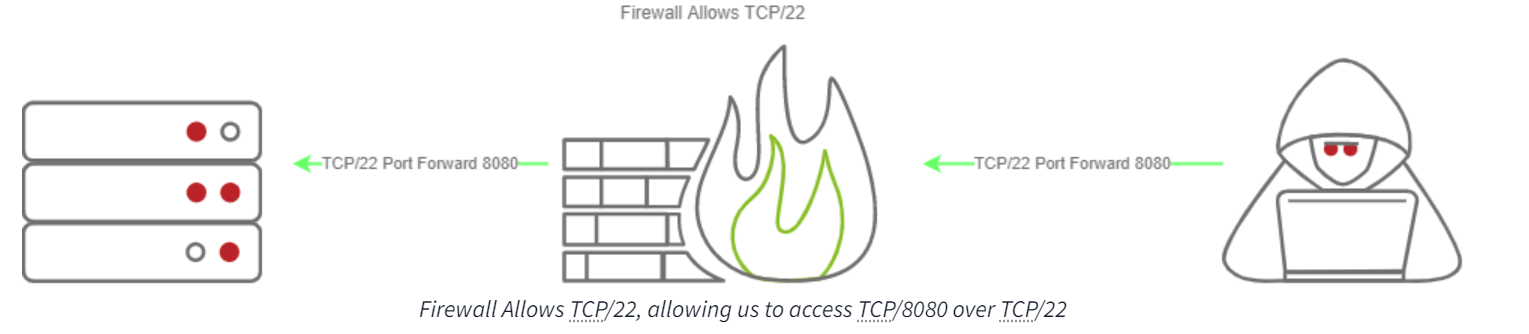 Firewall Allows TCP/22
TCP/22 Port Forward 8080
TCP/22 Port Forward 8080
Firewall Allows TCP/22, allowing us to access TCP/8080 over TCP/22